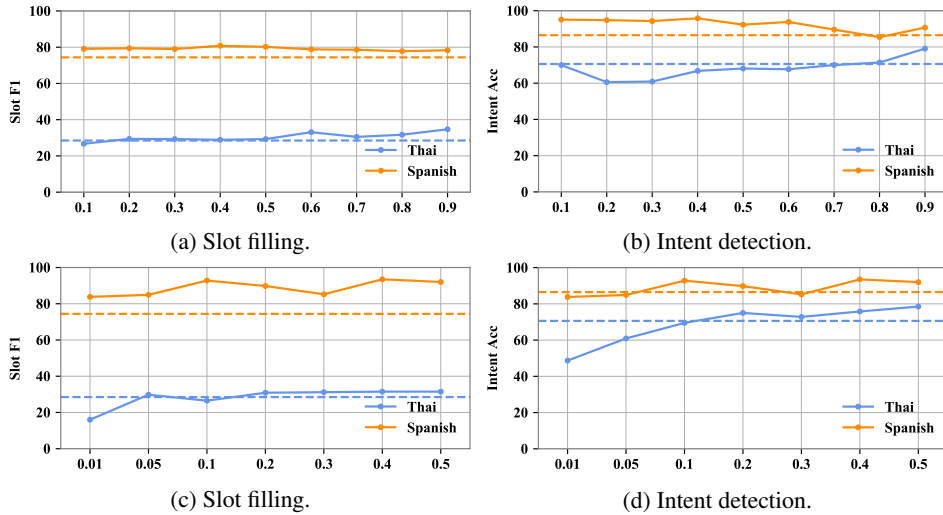 100
80
60
40
20
0
Slot F1
Thai
Spanish
0.1 0.2 0.3 0.4 0.5 0.6 0.7 0.8 0.9
(a) Slot filling.
100
80
60
40
20
0
Intent Acc
Thai
Spanish
0.1 0.2 0.3 0.4 0.5 0.6 0.7 0.8 0.9
(b) Intent detection.
100
80
60
40
20
0
Slot F1
Thai
Spanish
0.01 0.05 0.1 0.2 0.3 0.4 0.5
(c) Slot filling.
100
80
60
40
20
0
Intent Acc
Thai
Spanish
0.01 0.05 0.1 0.2 0.3 0.4 0.5
(d) Intent detection.